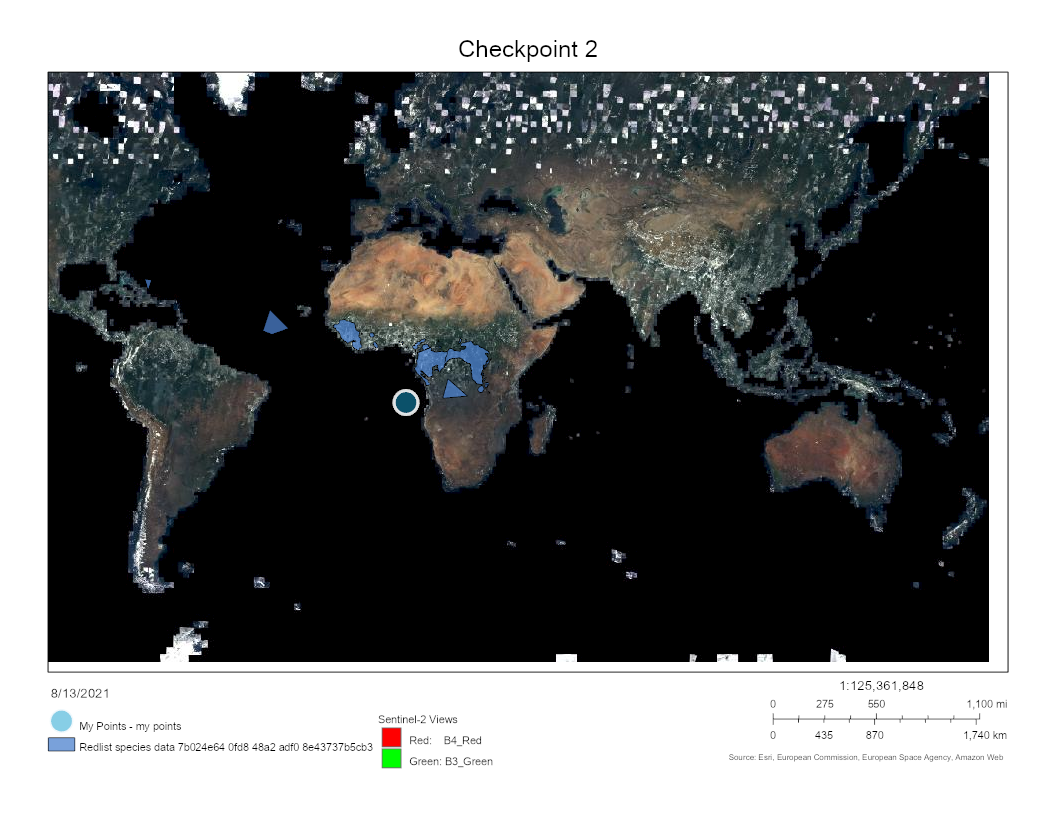 Checkpoint 2
8/13/2021
My Points - my points
Redlist species data 7b024e64 0fd8 48a2 adf0 8e43737b5cb3
Sentinel-2 Views
Red: B4_Red
Green: B3_Green
1:125,361,848
0 275 550 1,100 mi
0 435 870 1,740 km
Source: Esri, European Commission, European Space Agency, Amazon Web